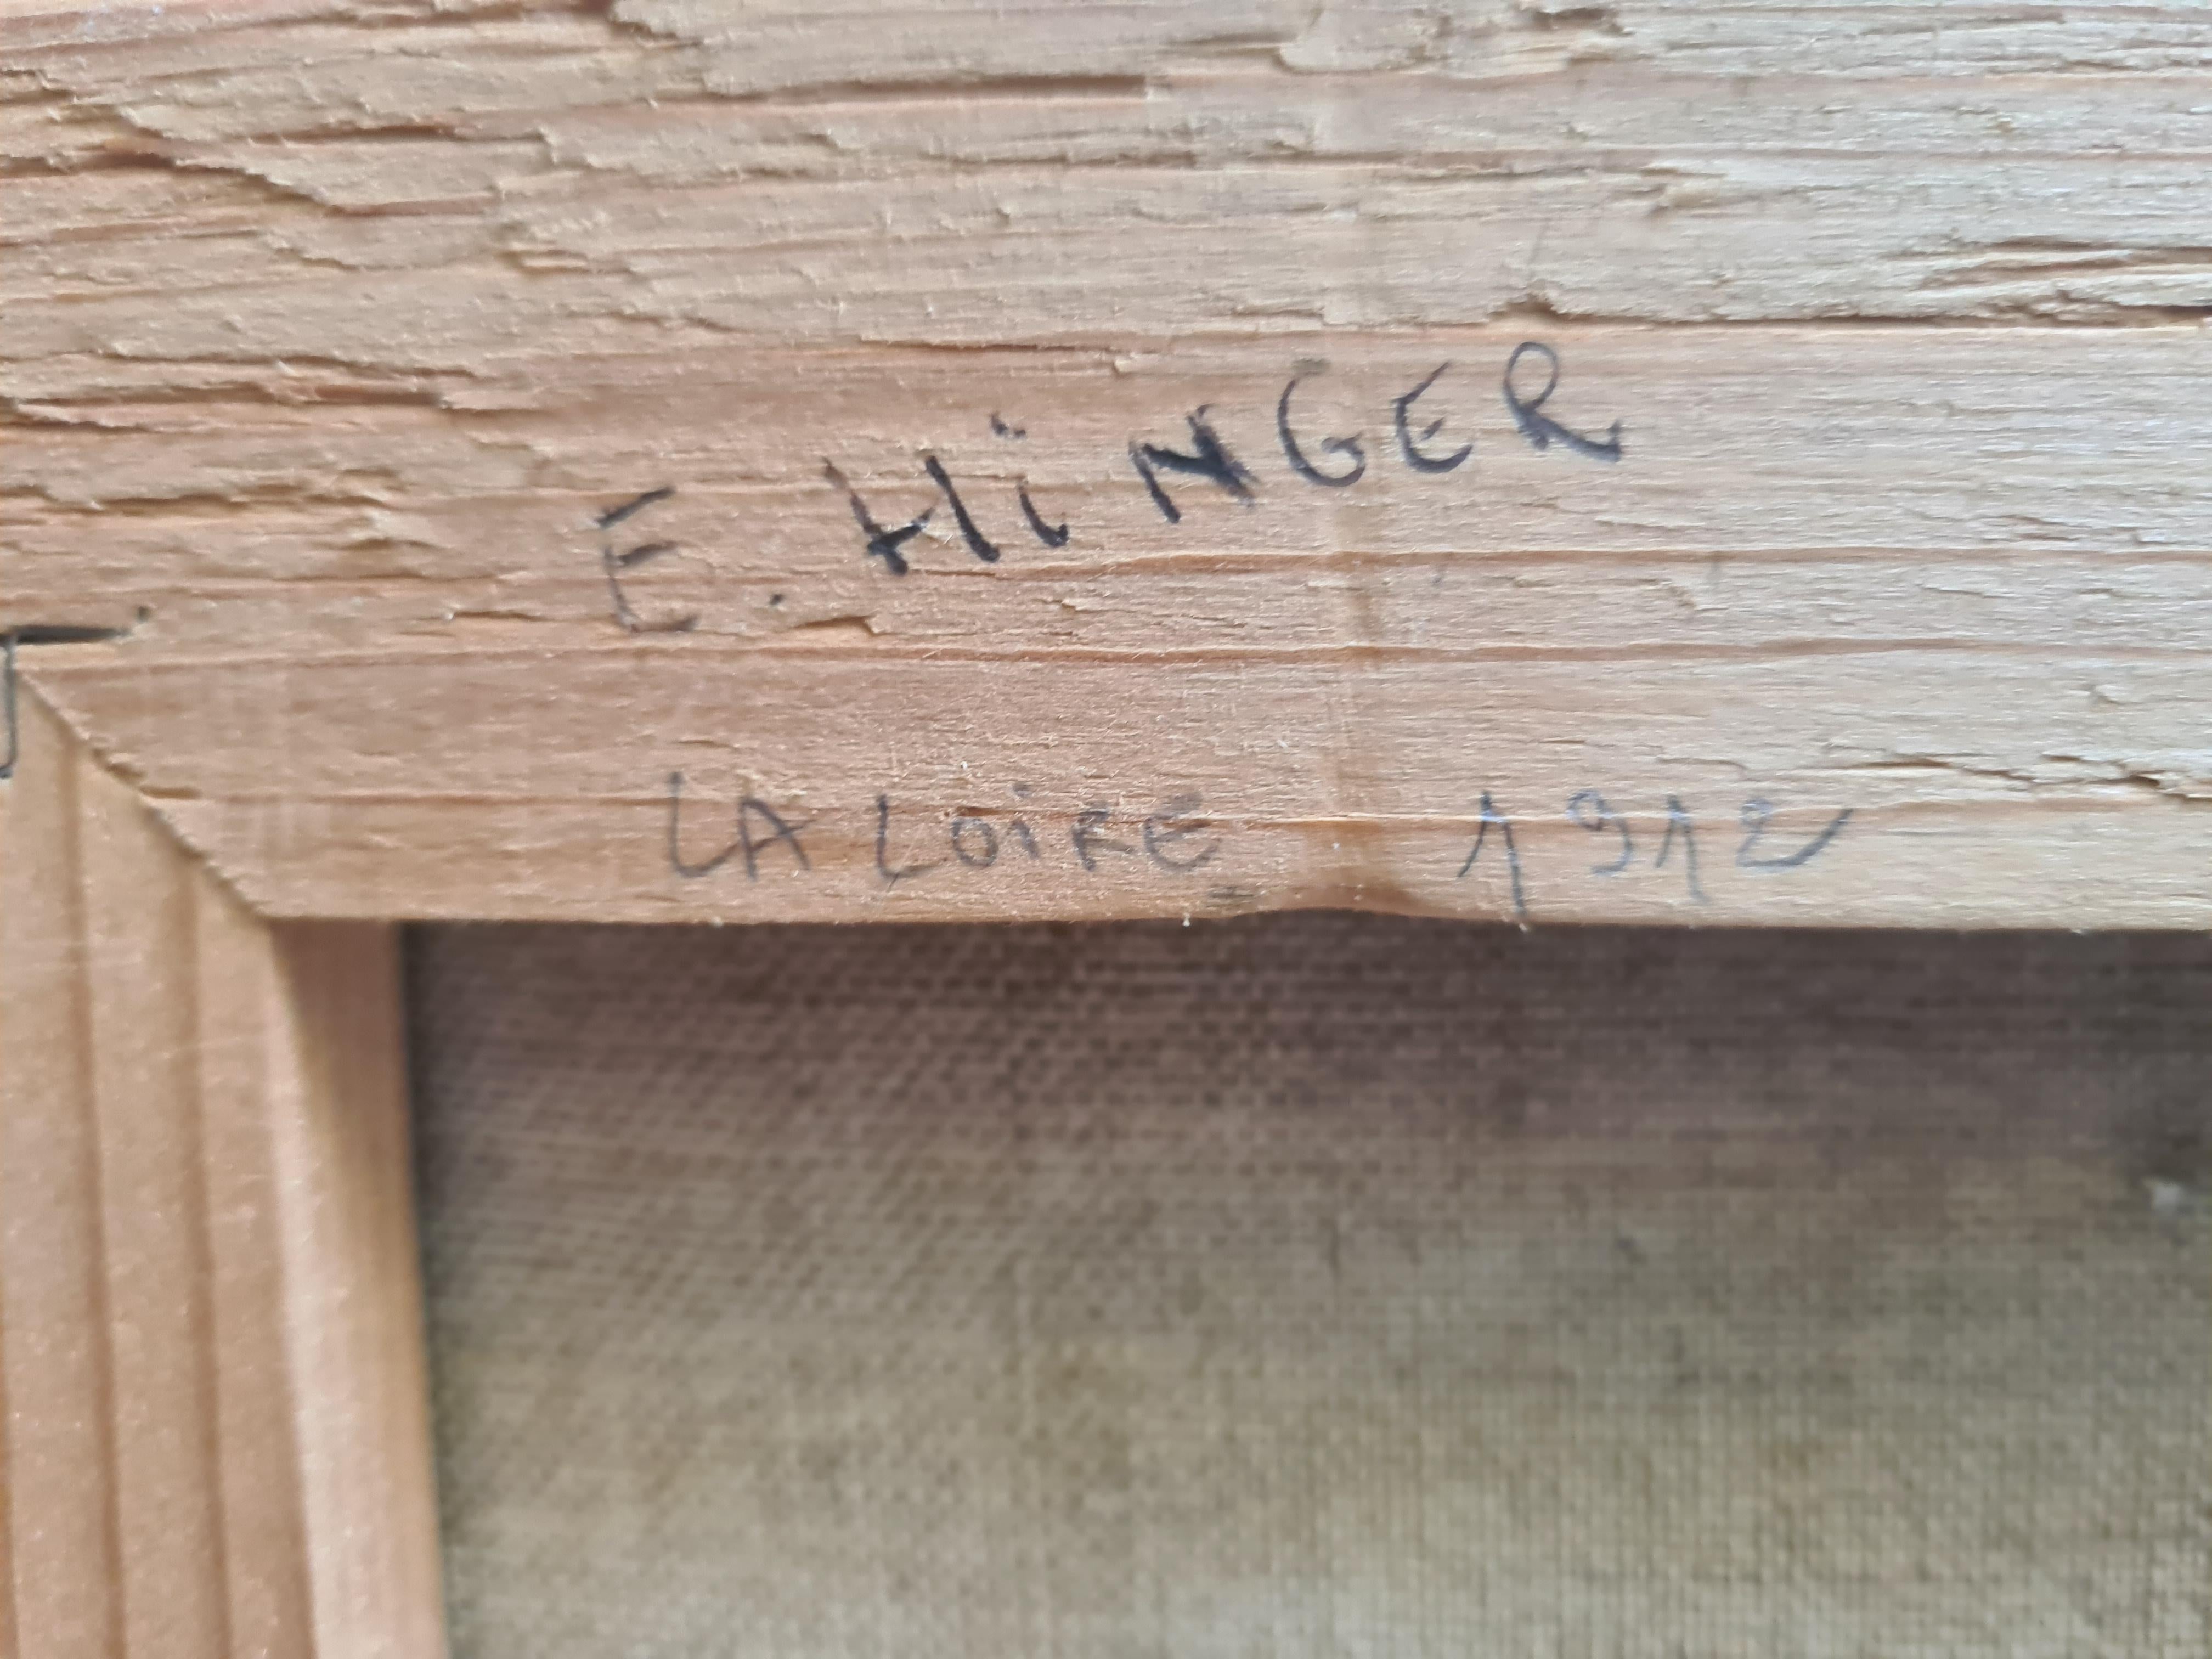 E. HiNGER
LA LOiRE 1912